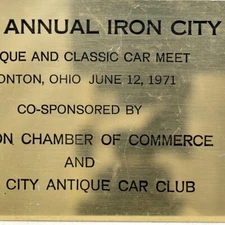 ANNUAL IRON CITY
QUE AND CLASSIC CAR MEET
ONTON, OHIO JUNE 12, 1971
CO-SPONSORED BY
ON CHAMBER OF COMMERCE
AND
CITY ANTIQUE CAR CLUB